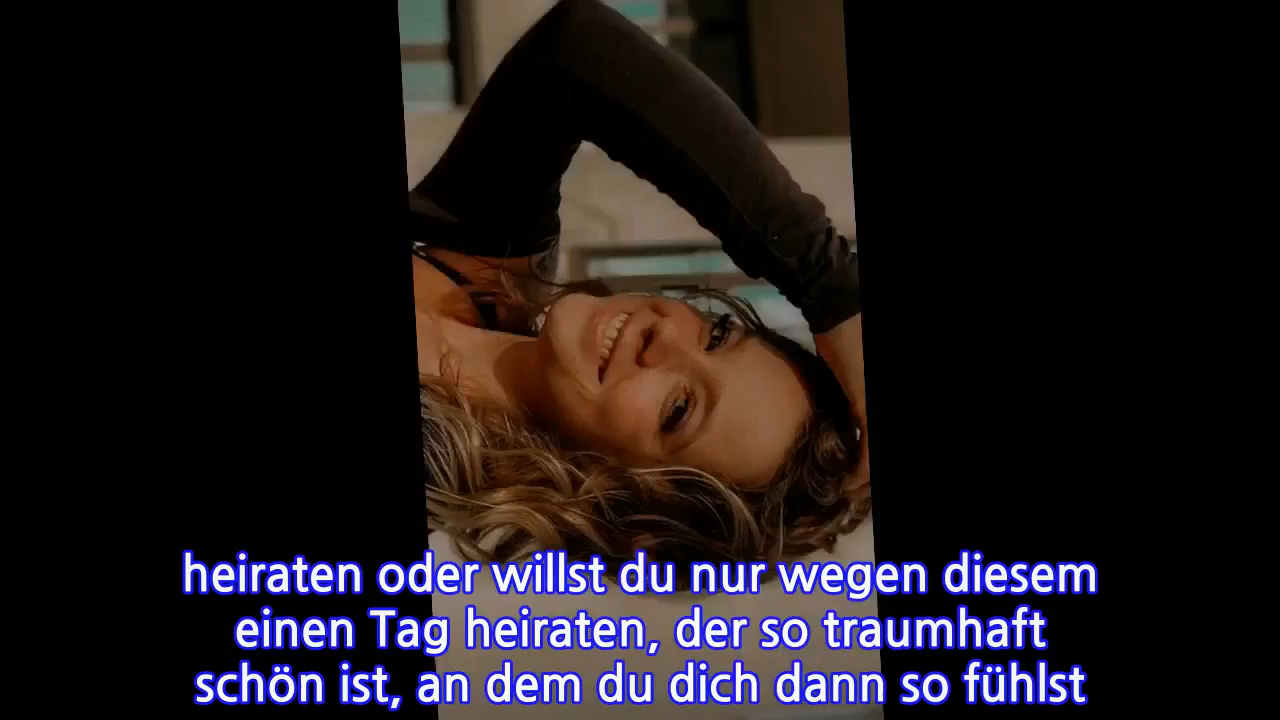 heiraten oder willst du nur wegen diesem
einen Tag heiraten, der so traumhaft
schön ist, an dem du dich dann so fühlst